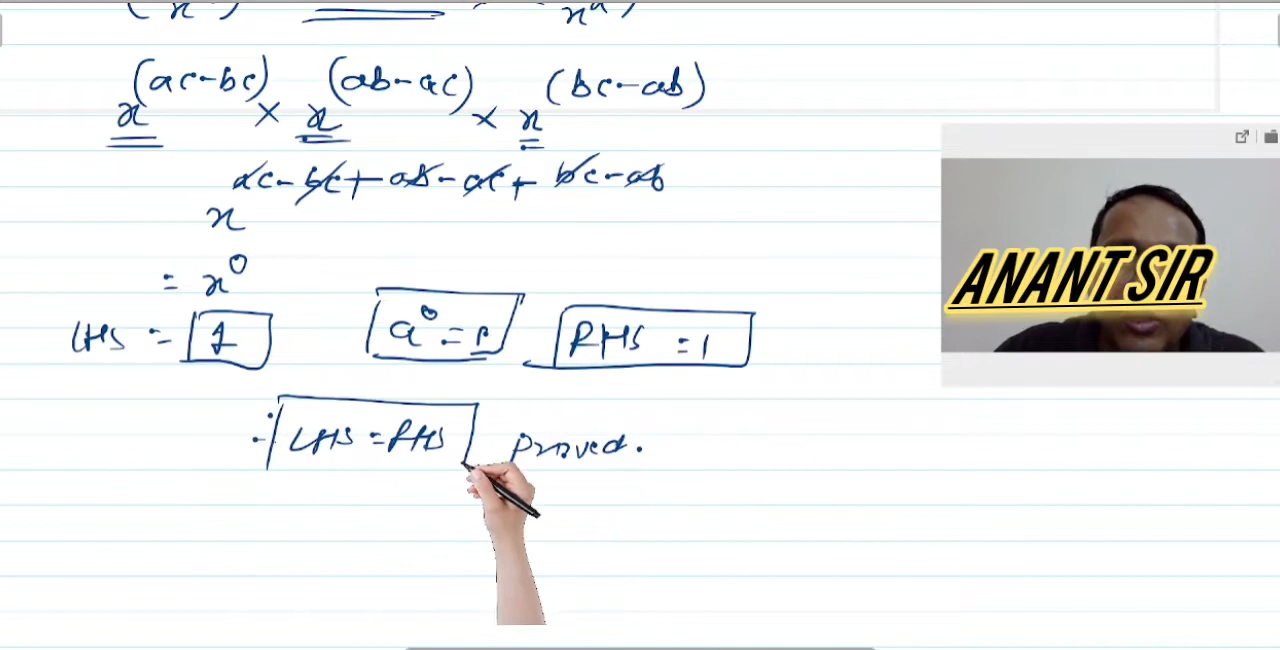 x^(ac-bc) × x^(ab-ac) × x^(bc-ab)
x^ac-bc+ab-ac+bc-ab
= x^0
LHS = 1 a^0 = 1 RHS = 1
∴ LHS = RHS proved.
ANANT SIR